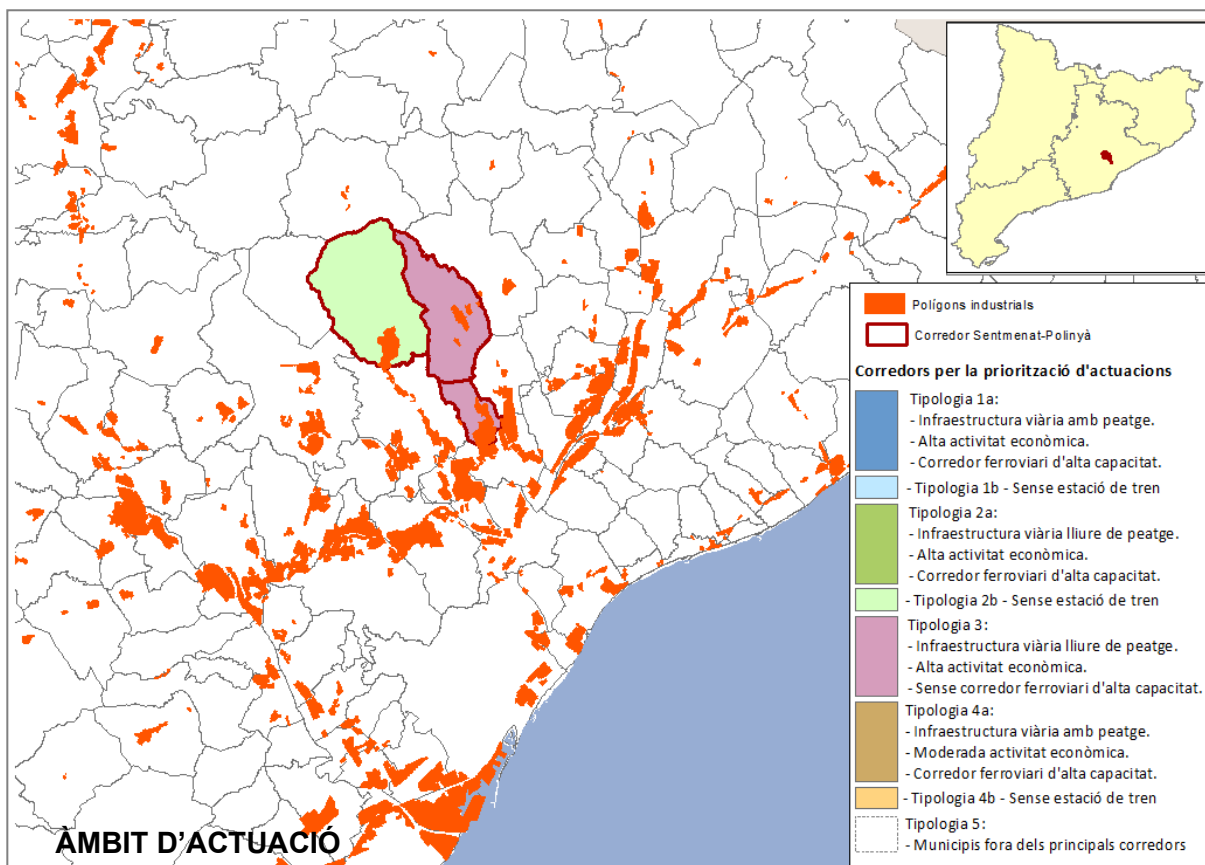 Polígons industrials
Corredor Sentmenat-Polinyà
Corredors per la priorització d'actuacions
Tipologia 1a:
- Infraestructura viària amb peatge.
- Alta activitat econòmica.
- Corredor ferroviari d'alta capacitat.
- Tipologia 1b - Sense estació de tren
Tipologia 2a:
- Infraestructura viària lliure de peatge.
- Alta activitat econòmica.
- Corredor ferroviari d'alta capacitat.
- Tipologia 2b - Sense estació de tren
Tipologia 3:
- Infraestructura viària lliure de peatge.
- Alta activitat econòmica.
- Sense corredor ferroviari d'alta capacitat.
Tipologia 4a:
- Infraestructura viària amb peatge.
- Moderada activitat econòmica.
- Corredor ferroviari d'alta capacitat.
- Tipologia 4b - Sense estació de tren
Tipologia 5:
- Municipis fora dels principals corredors
ÀMBIT D'ACTUACIÓ